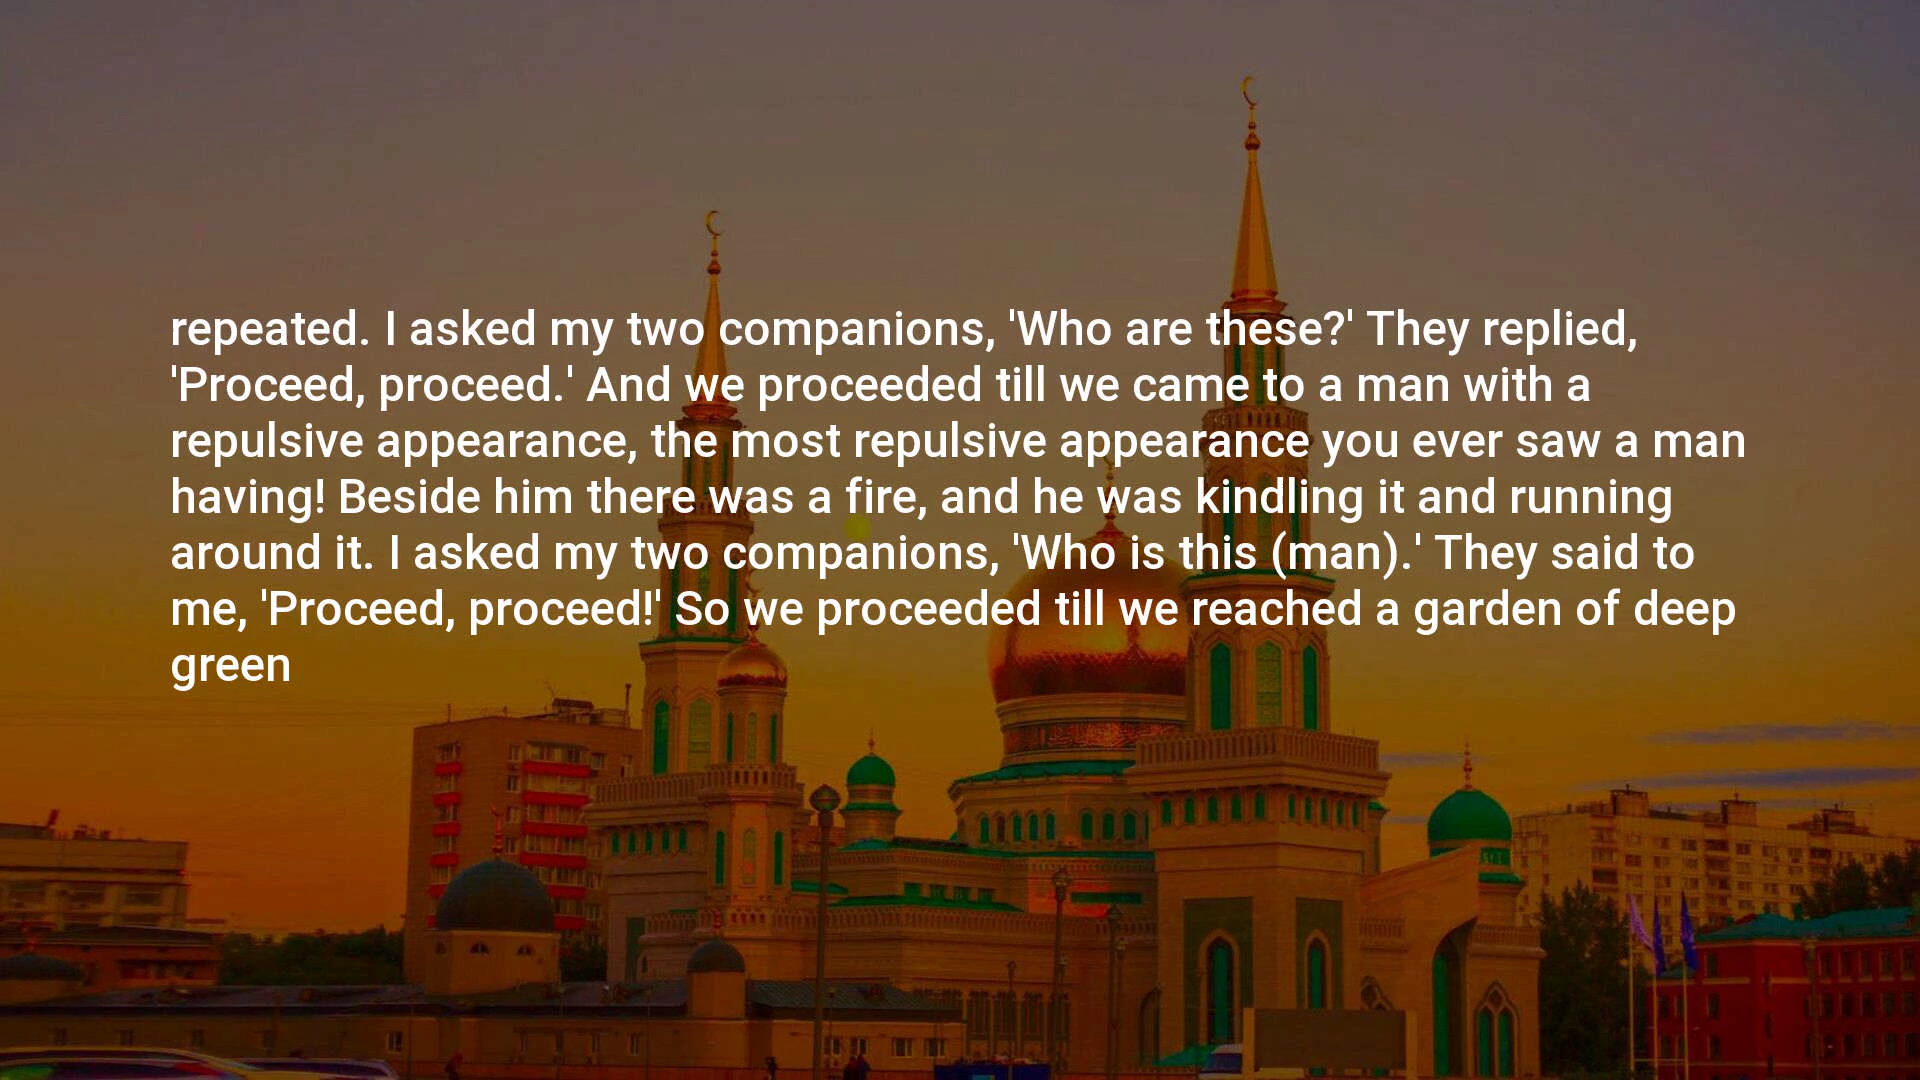 repeated. I asked my two companions, 'Who are these?' They replied,
'Proceed, proceed.' And we proceeded till we came to a man with a
repulsive appearance, the most repulsive appearance you ever saw a man
having! Beside him there was a fire, and he was kindling it and running
around it. I asked my two companions, 'Who is this (man).' They said to
me, 'Proceed, proceed!' So we proceeded till we reached a garden of deep
green